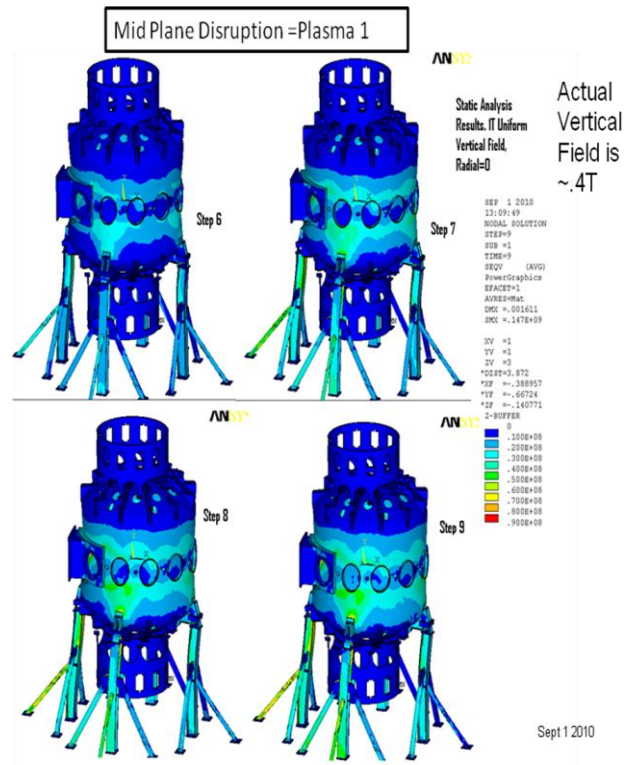 Mid Plane Disruption =Plasma 1
ANSYS
Static Analysis
Results. IT Uniform
Vertical Field,
Radial=0
Actual
Vertical
Field is
~.4T
Step 6
Step 7
SEP 1 2010
13:09:49
NODAL SOLUTION
STEP=9
SUB =1
TIME=9
SEQV (AVG)
PowerGraphics
EFACET=1
AVRES=Mat
DMX =.001611
SMX =.147E+09
XV =1
YV =1
ZV =3
*DIST=3.872
*XF =-.388957
*YF =-.66724
*ZF =-.140771
Z-BUFFER
0
.100E+08
.200E+08
.300E+08
.400E+08
.500E+08
.600E+08
.700E+08
.800E+08
.900E+08
AN
AN
Step 8
Step 9
Sept 1 2010